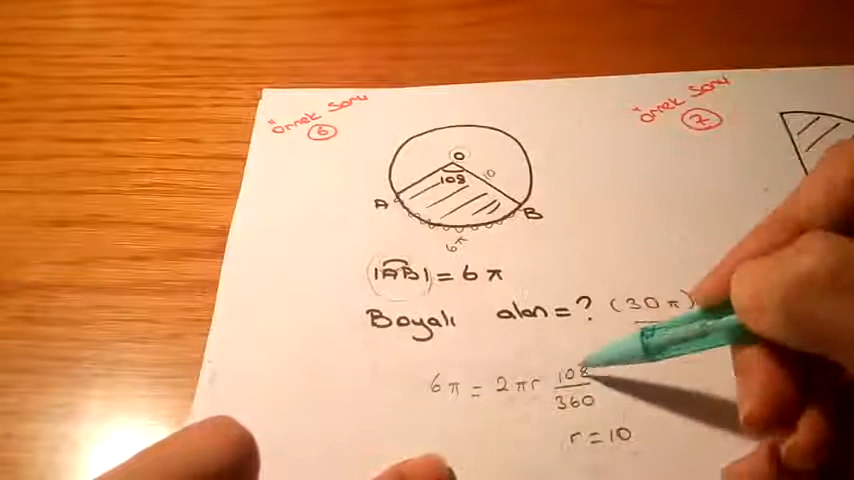 Örnek Soru
6
Örnek Soru
7
O
108
A
B
6π
|AB| = 6π
Boyalı alan = ? (30π)
6π = 2πr 108/360
r = 10